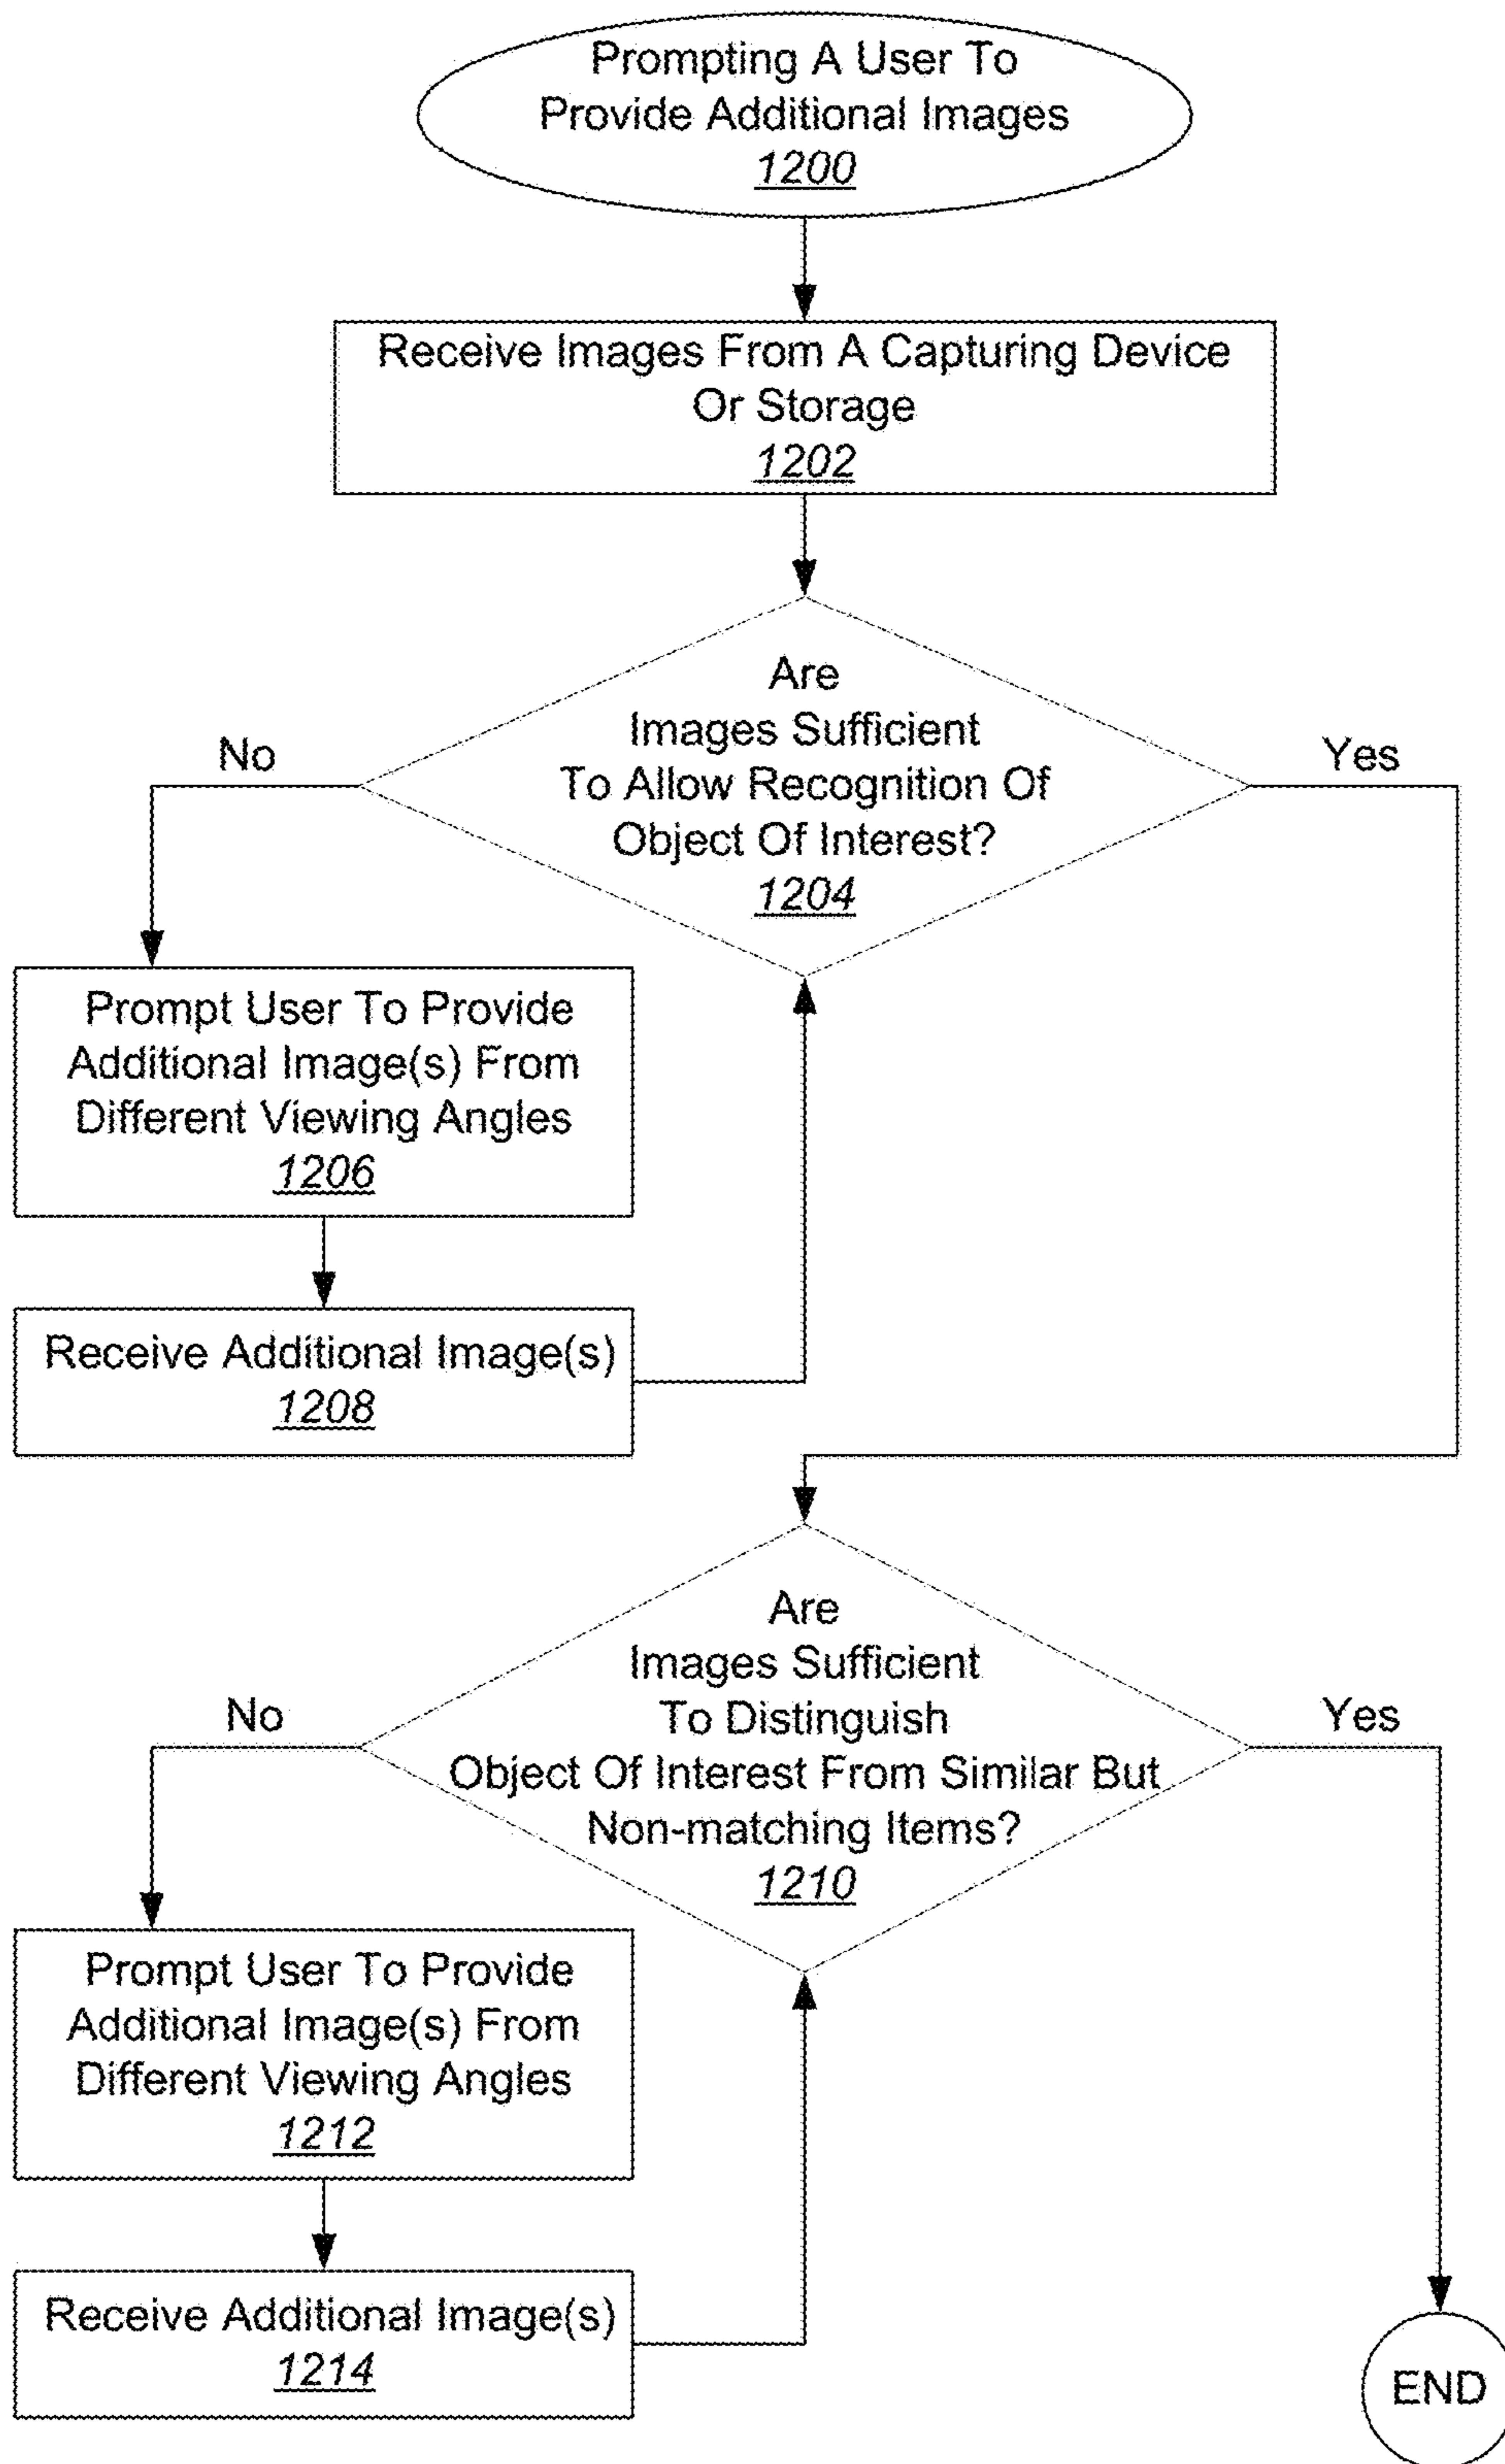 Prompting A User To
Provide Additional Images
1200
Receive Images From A Capturing Device
Or Storage
1202
Are
Images Sufficient
To Allow Recognition Of
Object Of Interest?
1204
No
Yes
Prompt User To Provide
Additional Image(s) From
Different Viewing Angles
1206
Receive Additional Image(s)
1208
Are
Images Sufficient
To Distinguish
Object Of Interest From Similar But
Non-matching Items?
1210
No
Yes
Prompt User To Provide
Additional Image(s) From
Different Viewing Angles
1212
Receive Additional Image(s)
1214
END